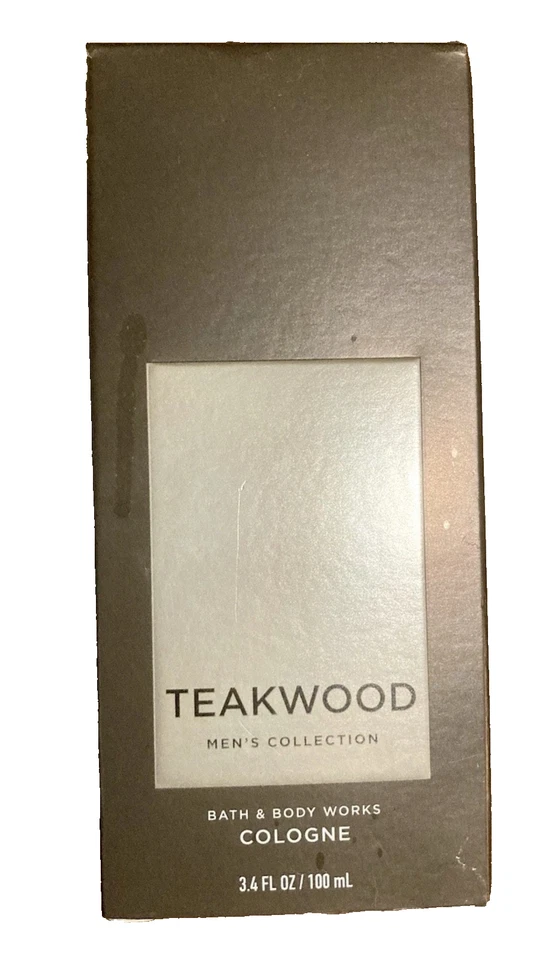 TEAKWOOD
MEN'S COLLECTION
BATH & BODY WORKS
COLOGNE
3.4 FL OZ / 100 mL